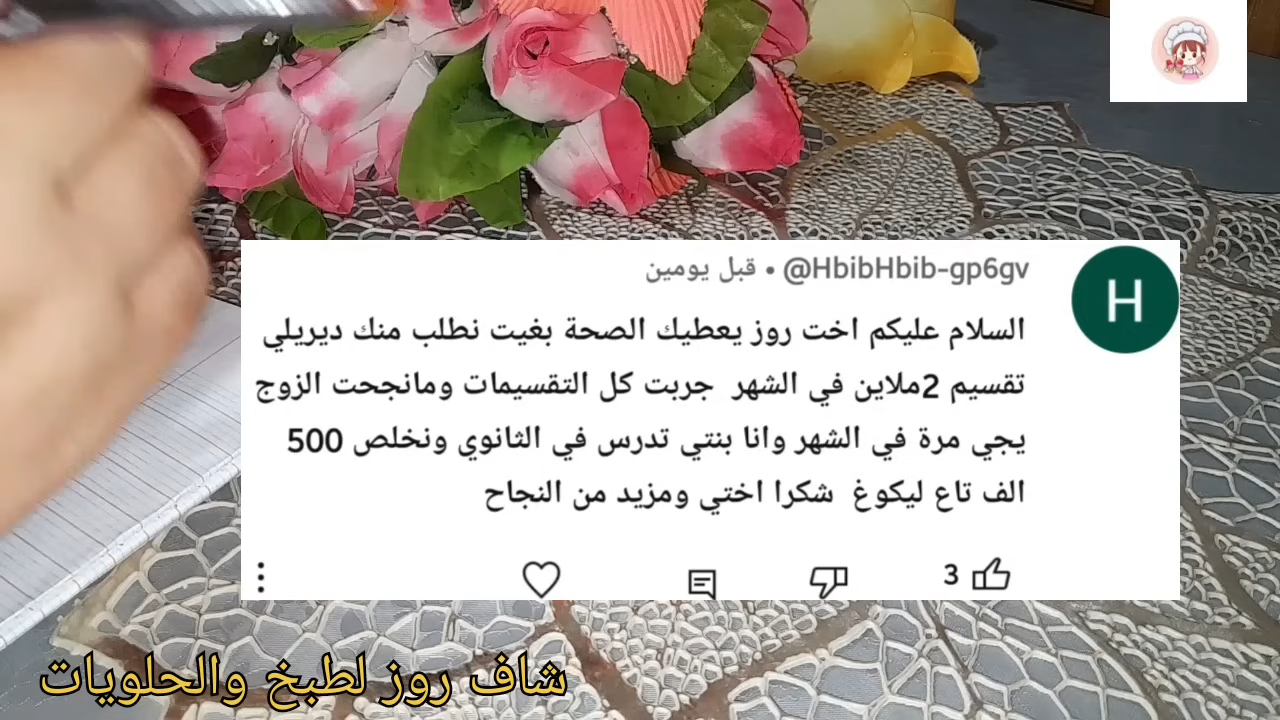 @HbibHbib-gp6gv • قبل يومين
H
السلام عليكم اخت روز يعطيك الصحة بغيت نطلب منك ديريلي
تقسيم 2ملاين في الشهر جربت كل التقسيمات ومانجحت الزوج
يجي مرة في الشهر وانا بنتي تدرس في الثانوي ونخلص 500
الف تاع ليكوغ شكرا اختي ومزيد من النجاح
3
شاف روز لطبخ والحلويات